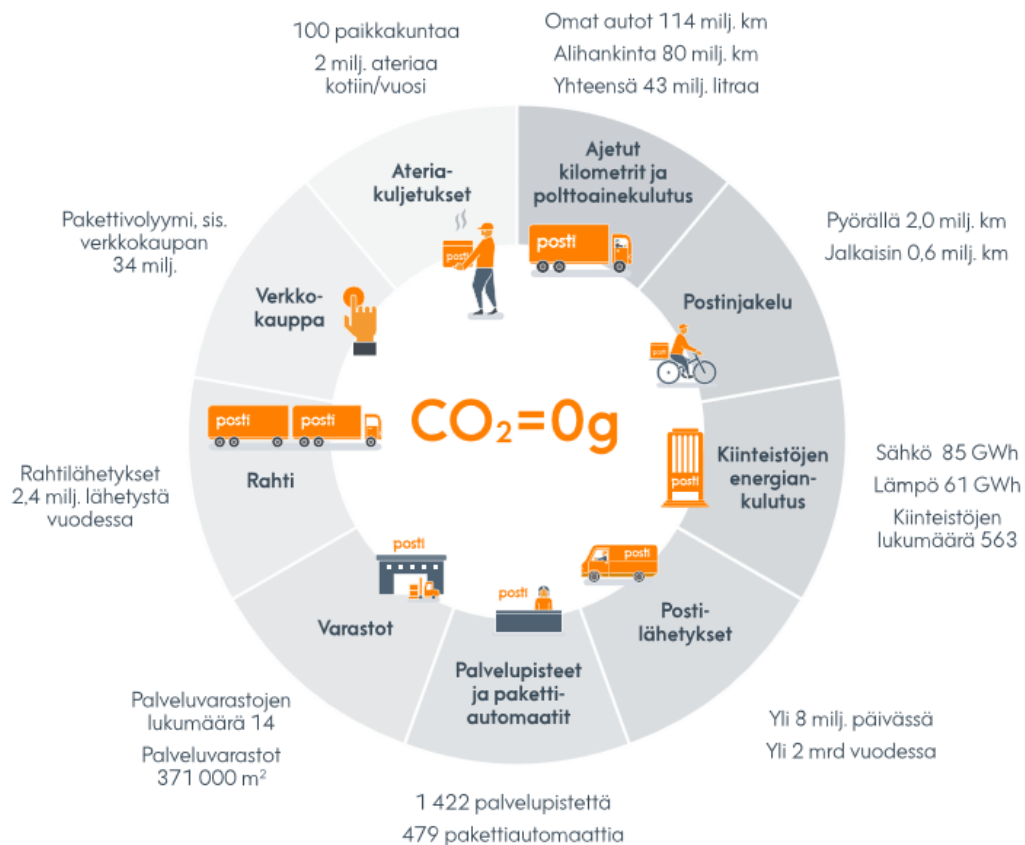 100 paikkakuntaa
2 milj. ateriaa
kotiin/vuosi
Omat autot 114 milj. km
Alihankinta 80 milj. km
Yhteensä 43 milj. litraa
Ateria-
kuljetukset
posti
Ajetut
kilometrit ja
polttoainekulutus
posti
Pyörällä 2,0 milj. km
Jalkaisin 0,6 milj. km
Postinjakelu
posti
Sähkö 85 GWh
Lämpö 61 GWh
Kiinteistöjen
lukumäärä 563
Kiinteistöjen
energian-
kulutus
posti
Yli 8 milj. päivässä
Yli 2 mrd vuodessa
Posti-
lähetykset
posti
1 422 palvelupistettä
479 pakettiautomaattia
Palvelupisteet
ja paketti-
automaatit
posti
Palveluvarastojen
lukumäärä 14
Palveluvarastot
371 000 m²
Varastot
posti
Rahtilähetykset
2,4 milj. lähetystä
vuodessa
Rahti
posti posti
Pakettivolyymi, sis.
verkkokaupan
34 milj.
Verkko-
kauppa
CO₂=0g